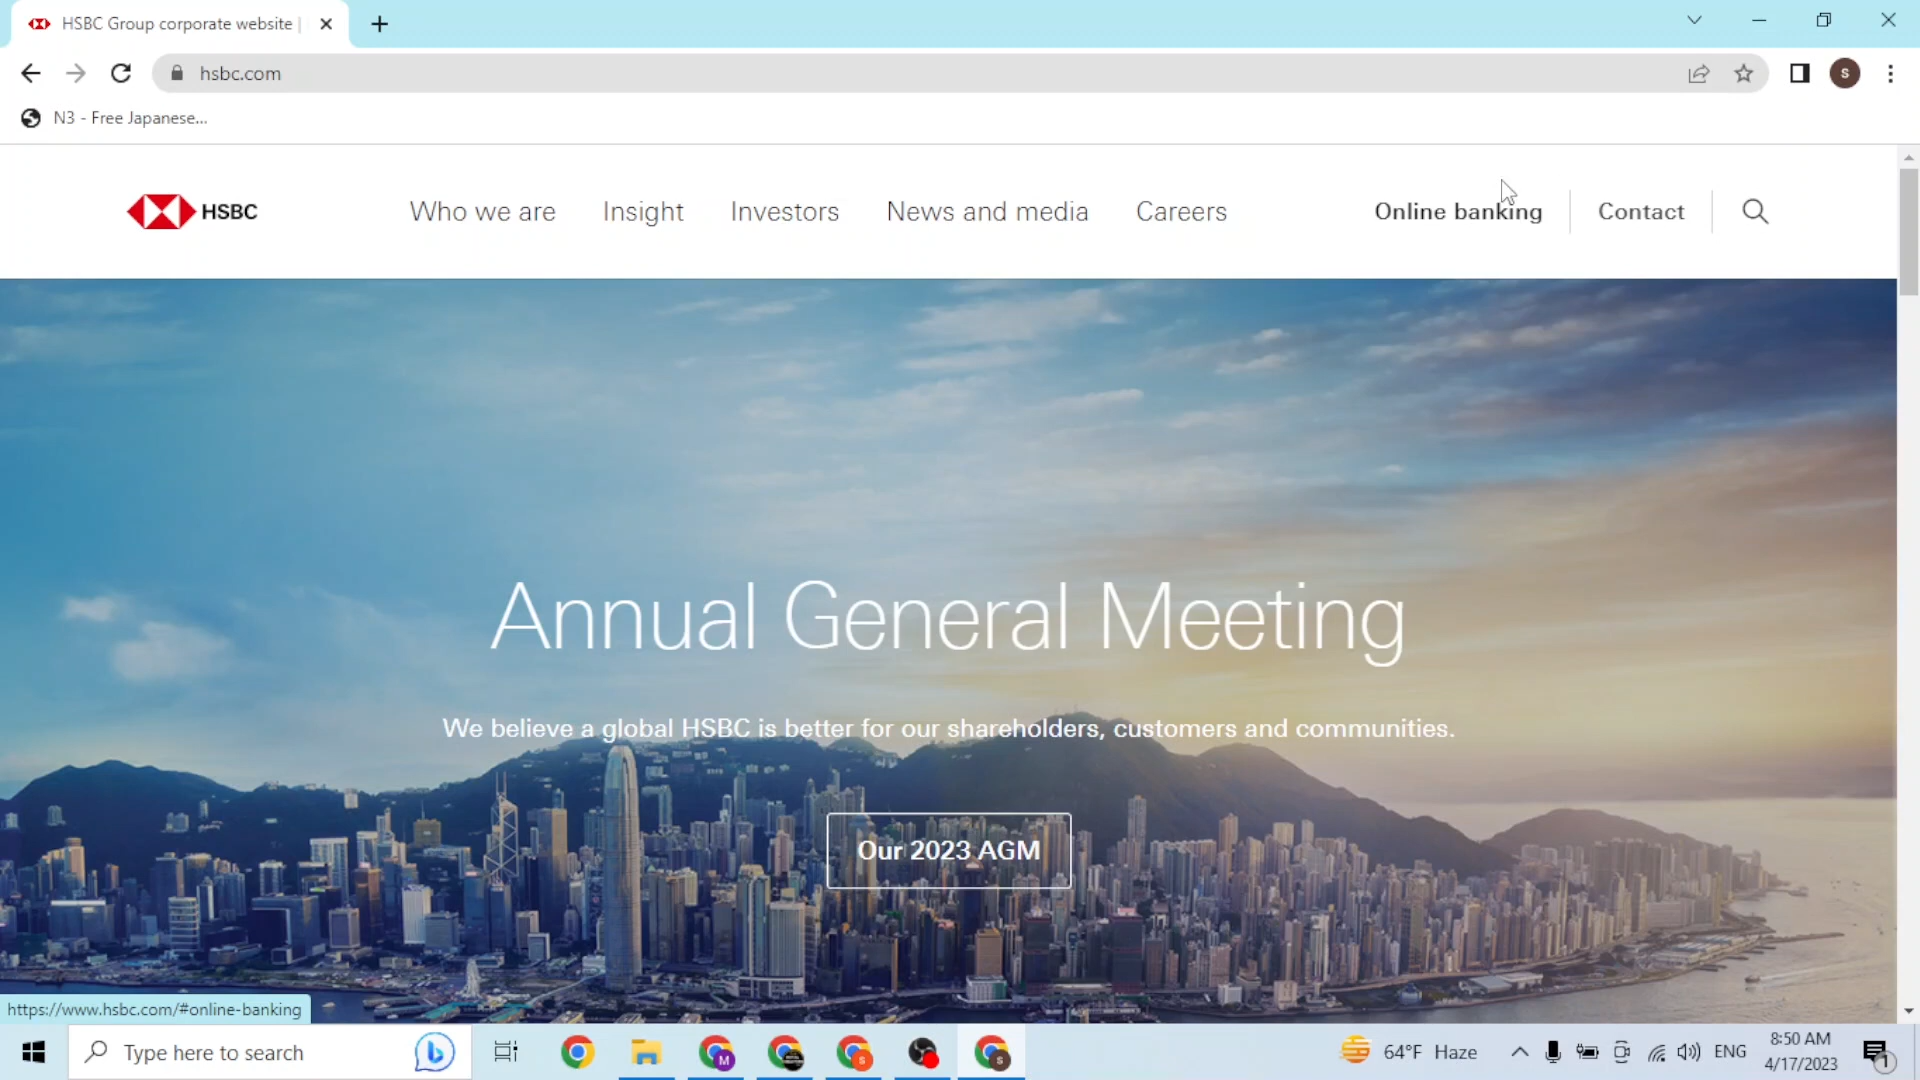 HSBC Group corporate website |
hsbc.com
S
N3 - Free Japanese...
HSBC
Who we are
Insight
Investors
News and media
Careers
Online banking
Contact
Annual General Meeting
We believe a global HSBC is better for our shareholders, customers and communities.
Our 2023 AGM
https://www.hsbc.com/#online-banking
Type here to search
M
S
S
64°F Haze
ENG
8:50 AM
4/17/2023
1